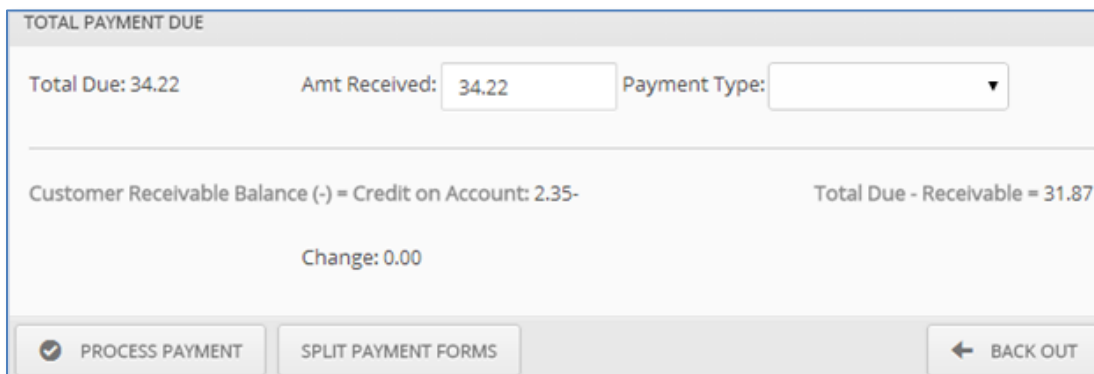 TOTAL PAYMENT DUE
Total Due: 34.22 Amt Received: 34.22 Payment Type:
Customer Receivable Balance (-) = Credit on Account: 2.35- Total Due - Receivable = 31.87
Change: 0.00
PROCESS PAYMENT SPLIT PAYMENT FORMS BACK OUT